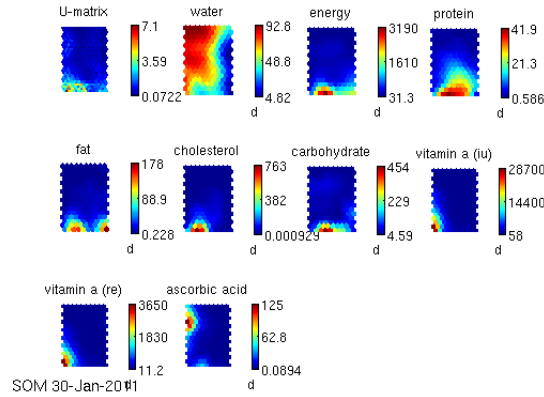 U-matrix
7.1
3.59
0.0722
water
92.8
48.8
4.82
d
energy
3190
1610
31.3
d
protein
41.9
21.3
0.586
d
fat
178
88.9
0.228
d
cholesterol
763
382
0.000929
d
carbohydrate
454
229
4.59
d
vitamin a (iu)
28700
14400
58
d
vitamin a (re)
3650
1830
11.2
d
ascorbic acid
125
62.8
0.0894
d
SOM 30-Jan-2011